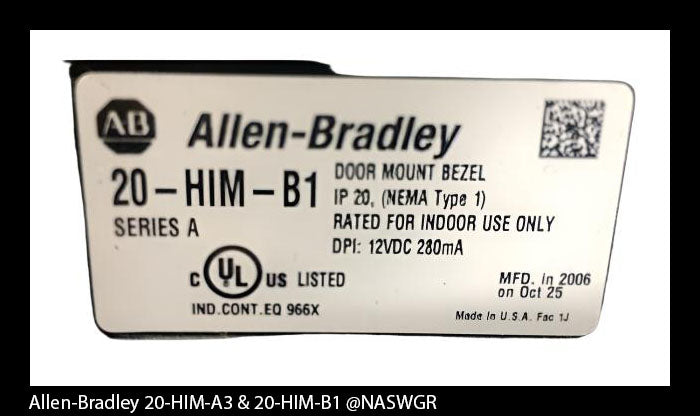 AB Allen-Bradley
20-HIM-B1
SERIES A
DOOR MOUNT BEZEL
IP 20, (NEMA Type 1)
RATED FOR INDOOR USE ONLY
DPI: 12VDC 280mA
C UL US LISTED
IND.CONT.EQ 966X
MFD. in 2006
on Oct 25
Made in U.S.A. Fac 1J
Allen-Bradley 20-HIM-A3 & 20-HIM-B1 @NASWGR